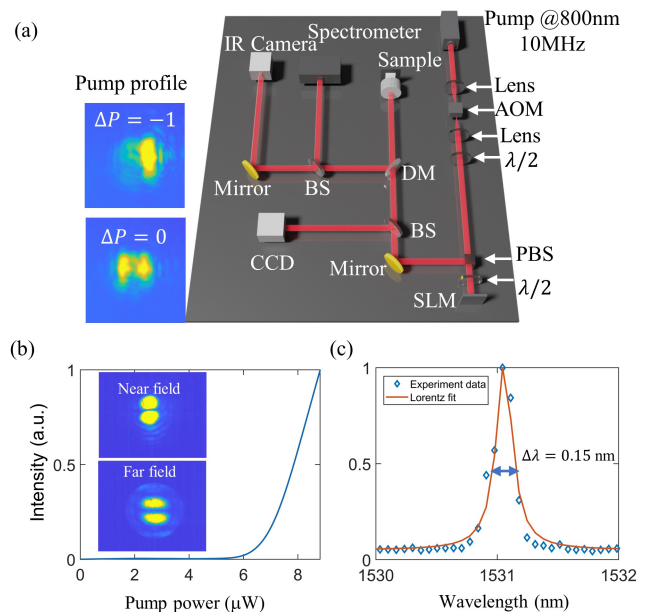 (a)
Pump profile
ΔP = −1
ΔP = 0
IR Camera
Spectrometer
Sample
Pump @800nm
10MHz
Lens
AOM
Lens
λ/2
Mirror
BS
DM
BS
CCD
Mirror
PBS
λ/2
SLM
(b)
Intensity (a.u.)
1
0.5
0
Near field
Far field
0 2 4 6 8
Pump power (μW)
(c)
1
0.5
0
Experiment data
Lorentz fit
Δλ = 0.15 nm
1530 1531 1532
Wavelength (nm)